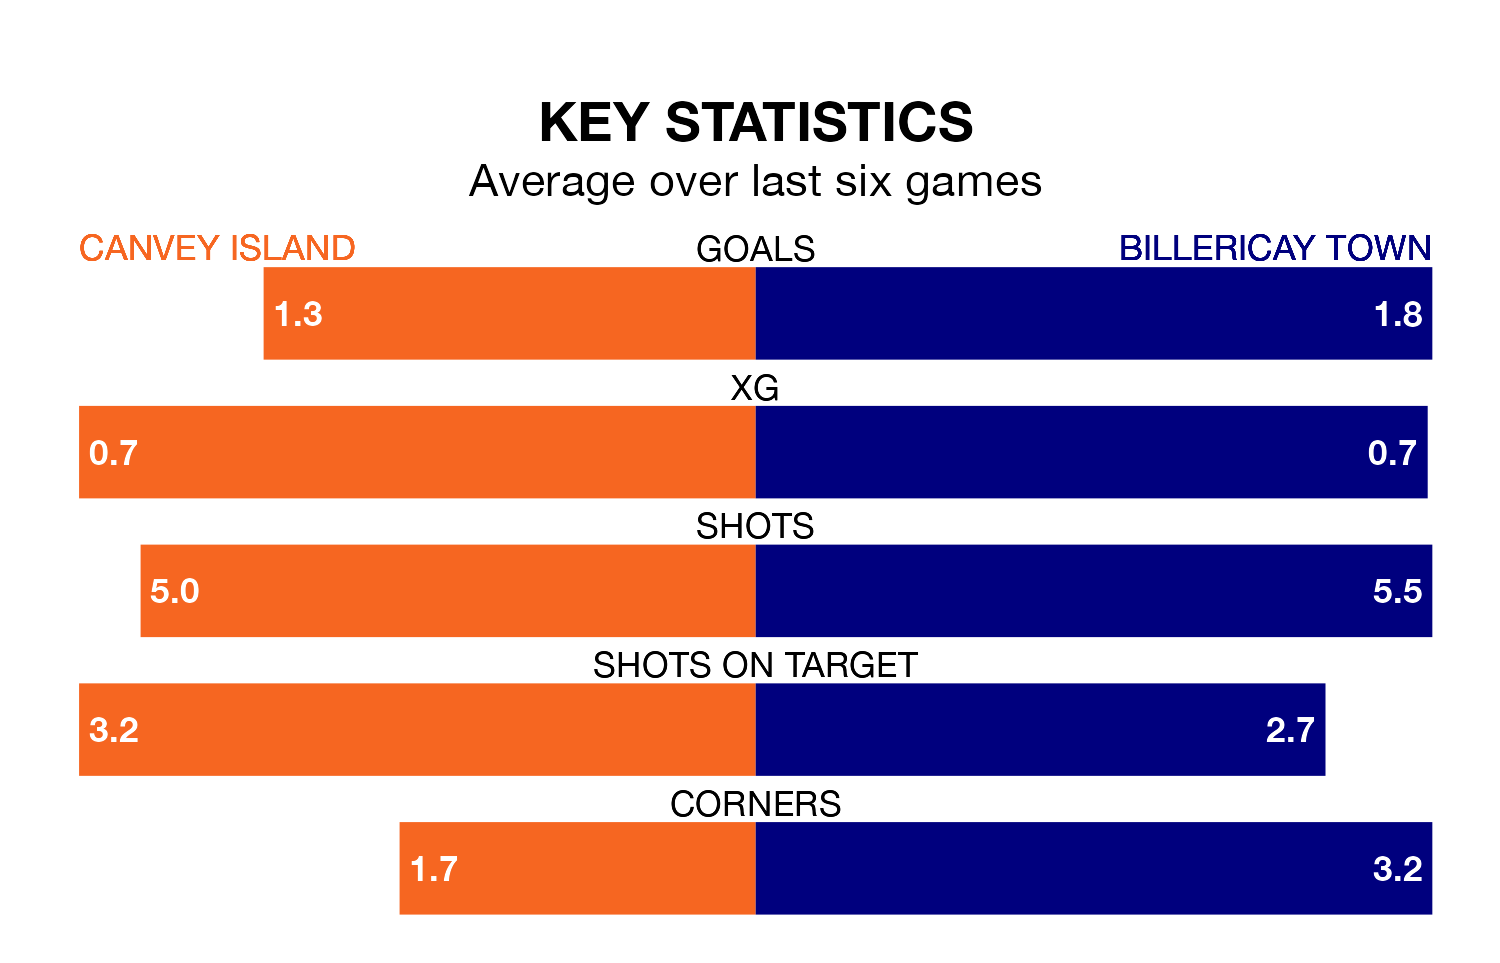 KEY STATISTICS
Average over last six games
CANVEY ISLAND GOALS BILLERICAY TOWN
1.3 1.8
XG
0.7 0.7
SHOTS
5.0 5.5
SHOTS ON TARGET
3.2 2.7
CORNERS
1.7 3.2